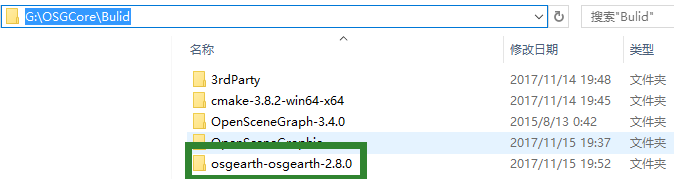 G:\OSGCore\Bulid
搜索"Bulid"
名称 修改日期 类型
3rdParty 2017/11/14 19:48 文件夹
cmake-3.8.2-win64-x64 2017/11/14 19:45 文件夹
OpenSceneGraph-3.4.0 2015/8/13 0:42 文件夹
2017/11/15 19:37 文件夹
osgearth-osgearth-2.8.0 2017/11/15 19:52 文件夹